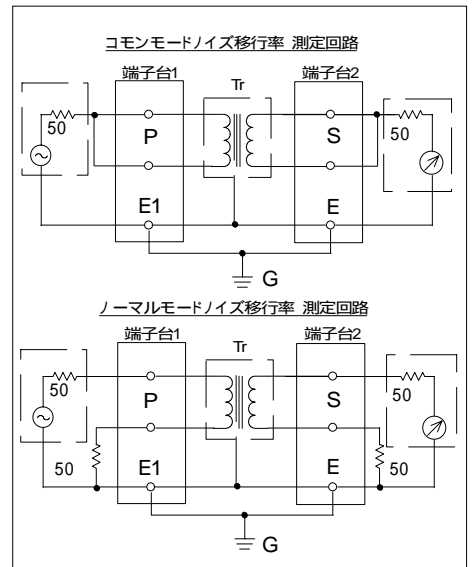 コモンモードノイズ移行率 測定回路
端子台1 Tr 端子台2
50 P S 50
E1 E
G
ノーマルモードノイズ移行率 測定回路
端子台1 Tr 端子台2
50 P S 50
50 E1 E 50
G